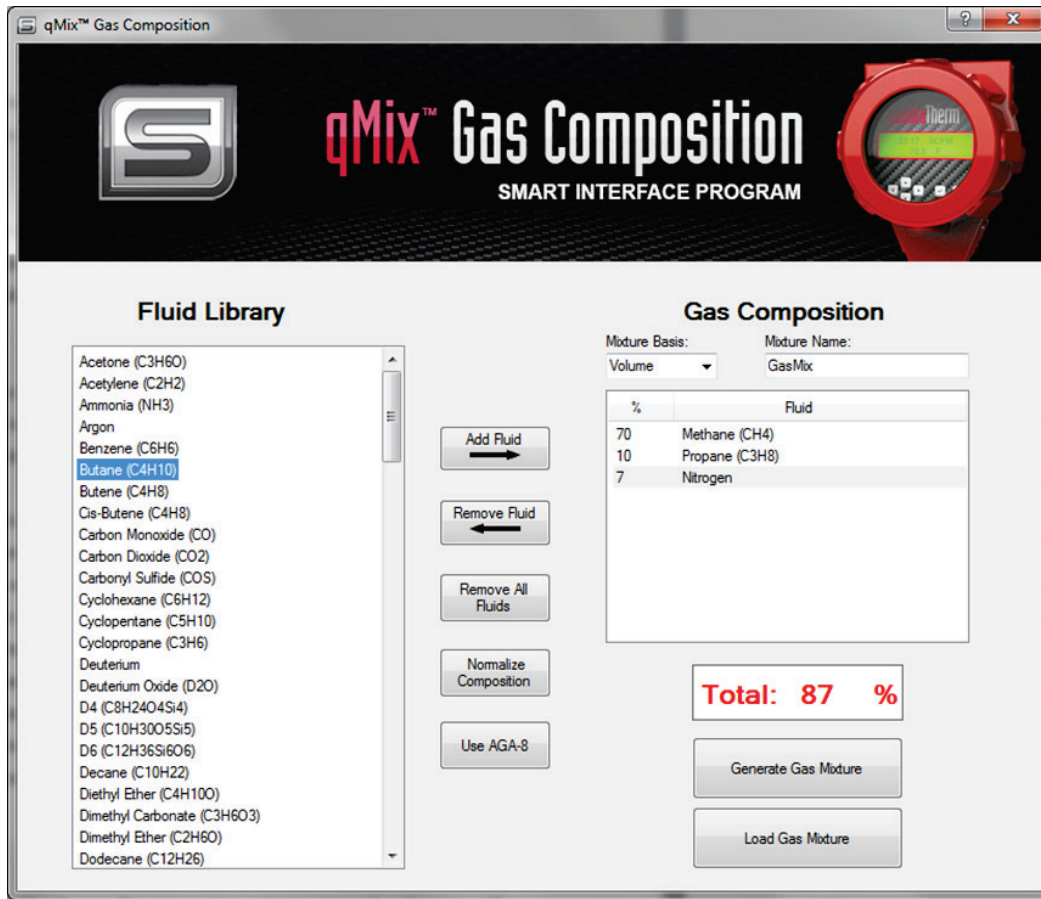 qMix™ Gas Composition
?
X
S
qMix™ Gas Composition
SMART INTERFACE PROGRAM
Therm
SCFM
F
Fluid Library
Acetone (C3H6O)
Acetylene (C2H2)
Ammonia (NH3)
Argon
Benzene (C6H6)
Butane (C4H10)
Butene (C4H8)
Cis-Butene (C4H8)
Carbon Monoxide (CO)
Carbon Dioxide (CO2)
Carbonyl Sulfide (COS)
Cyclohexane (C6H12)
Cyclopentane (C5H10)
Cyclopropane (C3H6)
Deuterium
Deuterium Oxide (D2O)
D4 (C8H24O4Si4)
D5 (C10H30O5Si5)
D6 (C12H36Si6O6)
Decane (C10H22)
Diethyl Ether (C4H10O)
Dimethyl Carbonate (C3H6O3)
Dimethyl Ether (C2H6O)
Dodecane (C12H26)
Add Fluid
Remove Fluid
Remove All
Fluids
Normalize
Composition
Use AGA-8
Gas Composition
Mixture Basis: Mixture Name:
Volume GasMix
% Fluid
70 Methane (CH4)
10 Propane (C3H8)
7 Nitrogen
Total: 87 %
Generate Gas Mixture
Load Gas Mixture